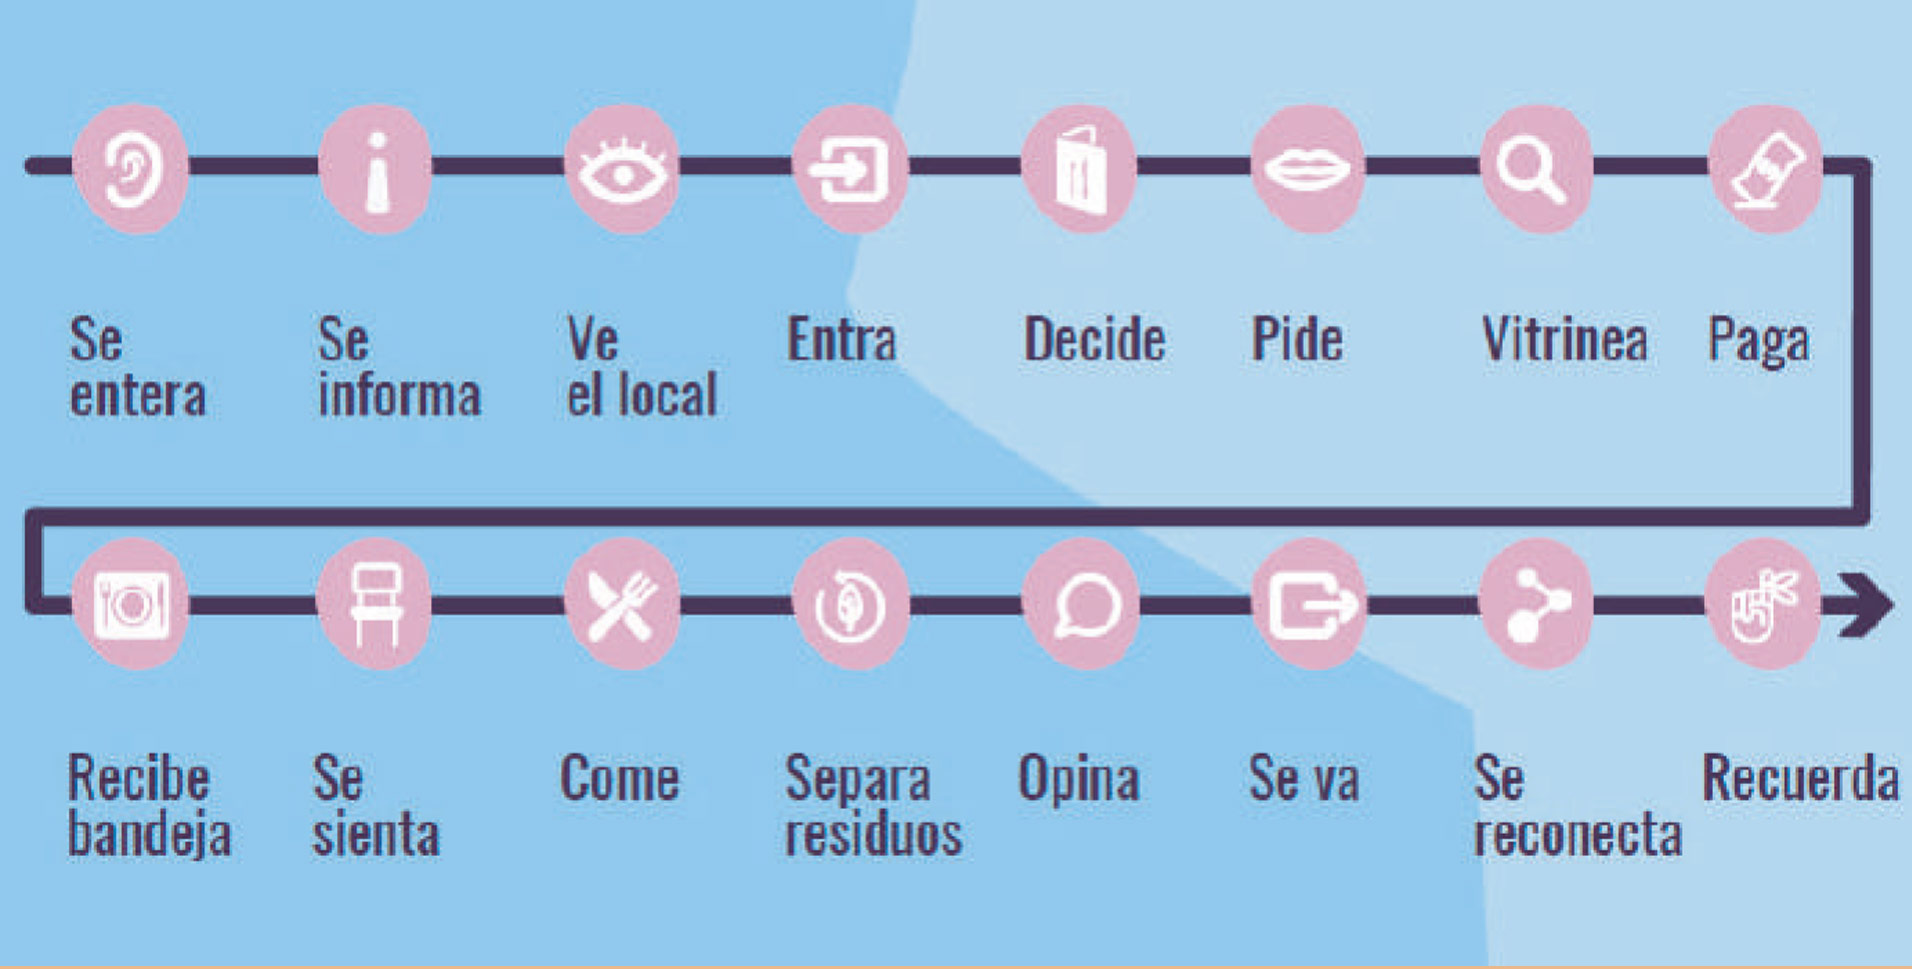 Se
entera
Se
informa
Ve
el local
Entra
Decide
Pide
Vitrinea
Paga
Recibe
bandeja
Se
sienta
Come
Separa
residuos
Opina
Se va
Se
reconecta
Recuerda